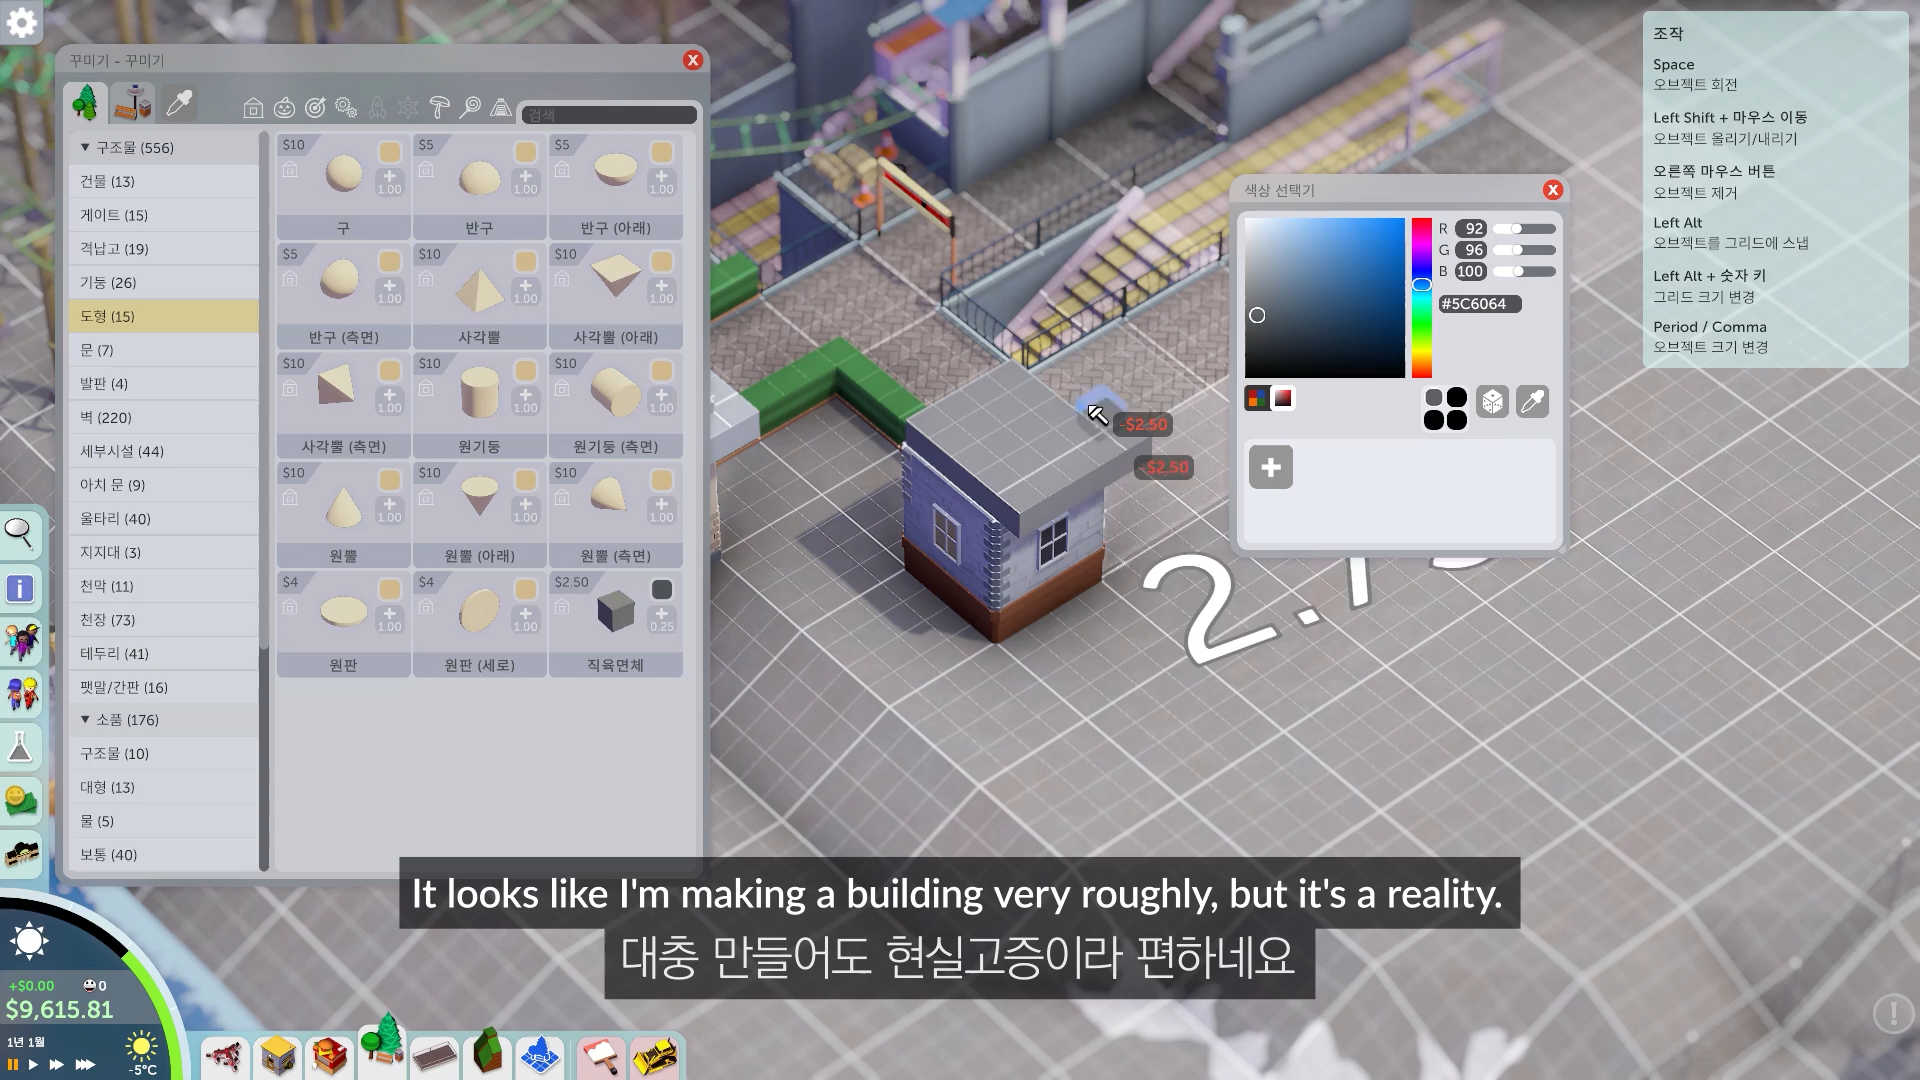 꾸미기 - 꾸미기
검색
▼ 구조물 (556)
건물 (13)
게이트 (15)
격납고 (19)
기둥 (26)
도형 (15)
문 (7)
발판 (4)
벽 (220)
세부시설 (44)
아치 문 (9)
울타리 (40)
지지대 (3)
천막 (11)
천장 (73)
테두리 (41)
팻말/간판 (16)
▼ 소품 (176)
구조물 (10)
대형 (13)
물 (5)
보통 (40)
$10 $5 $5
1.00 1.00 1.00
구 반구 반구 (아래)
$5 $10 $10
1.00 1.00 1.00
반구 (측면) 사각뿔 사각뿔 (아래)
$10 $10 $10
1.00 1.00 1.00
사각뿔 (측면) 원기둥 원기둥 (측면)
$10 $10 $10
1.00 1.00 1.00
원뿔 원뿔 (아래) 원뿔 (측면)
$4 $4 $2.50
1.00 1.00 0.25
원판 원판 (세로) 직육면체
-$2.50
-$2.50
색상 선택기
R 92
G 96
B 100
#5C6064
조작
Space
오브젝트 회전
Left Shift + 마우스 이동
오브젝트 올리기/내리기
오른쪽 마우스 버튼
오브젝트 제거
Left Alt
오브젝트를 그리드에 스냅
Left Alt + 숫자 키
그리드 크기 변경
Period / Comma
오브젝트 크기 변경
It looks like I'm making a building very roughly, but it's a reality.
대충 만들어도 현실고증이라 편하네요
+$0.00 0
$9,615.81
1년 1월
-5°C